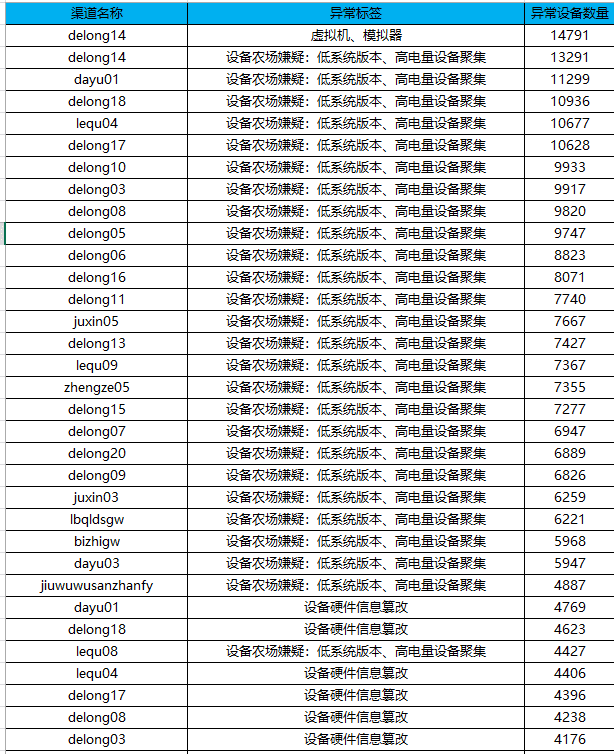 渠道名称 异常标签 异常设备数量
delong14 虚拟机、模拟器 14791
delong14 设备农场嫌疑：低系统版本、高电量设备聚集 13291
dayu01 设备农场嫌疑：低系统版本、高电量设备聚集 11299
delong18 设备农场嫌疑：低系统版本、高电量设备聚集 10936
lequ04 设备农场嫌疑：低系统版本、高电量设备聚集 10677
delong17 设备农场嫌疑：低系统版本、高电量设备聚集 10628
delong10 设备农场嫌疑：低系统版本、高电量设备聚集 9933
delong03 设备农场嫌疑：低系统版本、高电量设备聚集 9917
delong08 设备农场嫌疑：低系统版本、高电量设备聚集 9820
delong05 设备农场嫌疑：低系统版本、高电量设备聚集 9747
delong06 设备农场嫌疑：低系统版本、高电量设备聚集 8823
delong16 设备农场嫌疑：低系统版本、高电量设备聚集 8071
delong11 设备农场嫌疑：低系统版本、高电量设备聚集 7740
juxin05 设备农场嫌疑：低系统版本、高电量设备聚集 7667
delong13 设备农场嫌疑：低系统版本、高电量设备聚集 7427
lequ09 设备农场嫌疑：低系统版本、高电量设备聚集 7367
zhengze05 设备农场嫌疑：低系统版本、高电量设备聚集 7355
delong15 设备农场嫌疑：低系统版本、高电量设备聚集 7277
delong07 设备农场嫌疑：低系统版本、高电量设备聚集 6947
delong20 设备农场嫌疑：低系统版本、高电量设备聚集 6889
delong09 设备农场嫌疑：低系统版本、高电量设备聚集 6826
juxin03 设备农场嫌疑：低系统版本、高电量设备聚集 6259
lbqldsgw 设备农场嫌疑：低系统版本、高电量设备聚集 6221
bizhigw 设备农场嫌疑：低系统版本、高电量设备聚集 5968
dayu03 设备农场嫌疑：低系统版本、高电量设备聚集 5947
jiuwuwusanzhanfy 设备农场嫌疑：低系统版本、高电量设备聚集 4887
dayu01 设备硬件信息篡改 4769
delong18 设备硬件信息篡改 4623
lequ08 设备农场嫌疑：低系统版本、高电量设备聚集 4427
lequ04 设备硬件信息篡改 4406
delong17 设备硬件信息篡改 4396
delong08 设备硬件信息篡改 4238
delong03 设备硬件信息篡改 4176